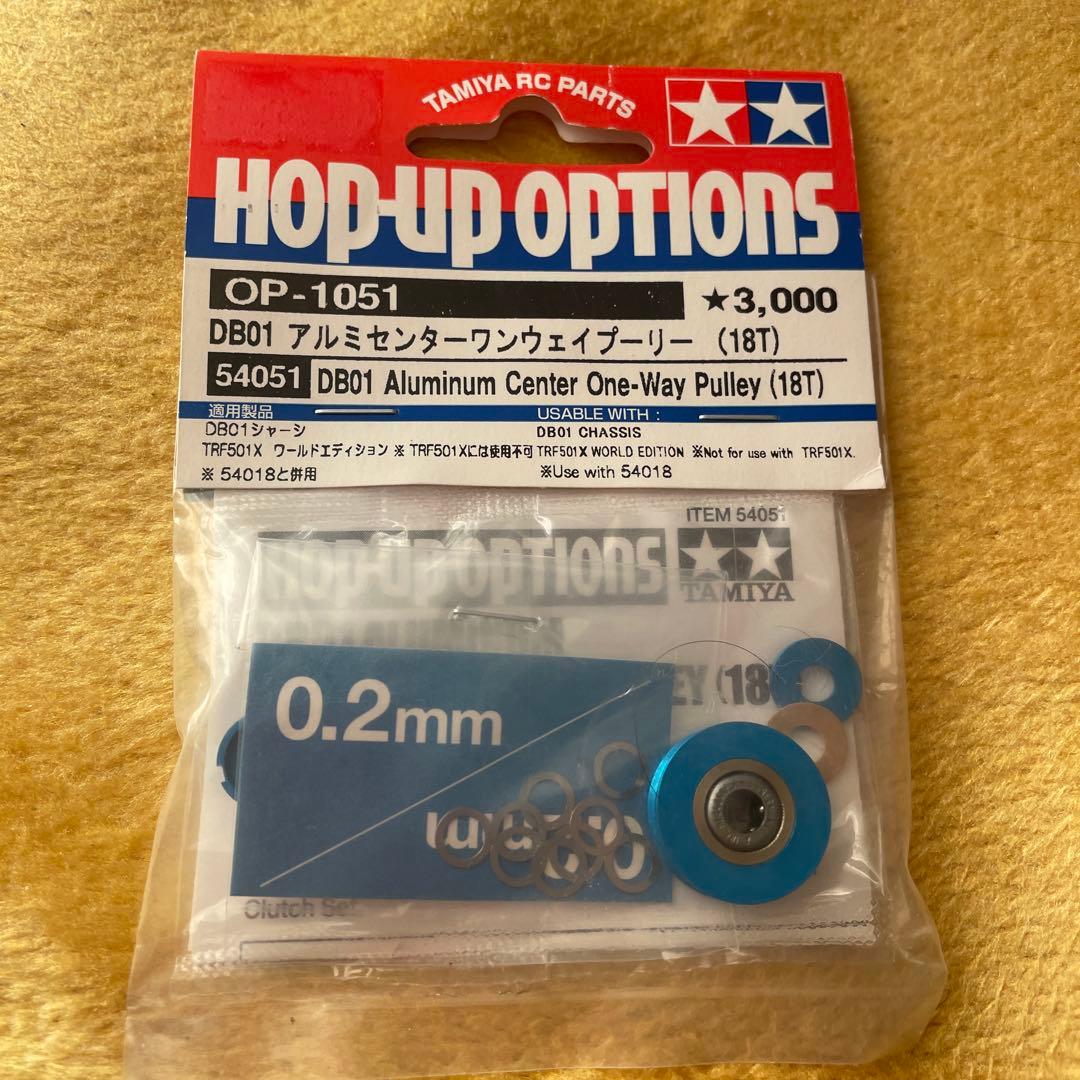 TAMIYA RC PARTS
HOP-UP OPTIONS
OP-1051
★3,000
DB01 アルミセンターワンウェイプーリー (18T)
54051 DB01 Aluminum Center One-Way Pulley (18T)
適用製品
USABLE WITH :
DB01シャーシ
DB01 CHASSIS
TRF501X ワールドエディション ※ TRF501Xには使用不可
TRF501X WORLD EDITION ※Not for use with TRF501X.
※ 54018と併用
※Use with 54018
ITEM 54051
HOP-UP OPTIONS
TAMIYA
EY (18
0.2mm
Clutch Set